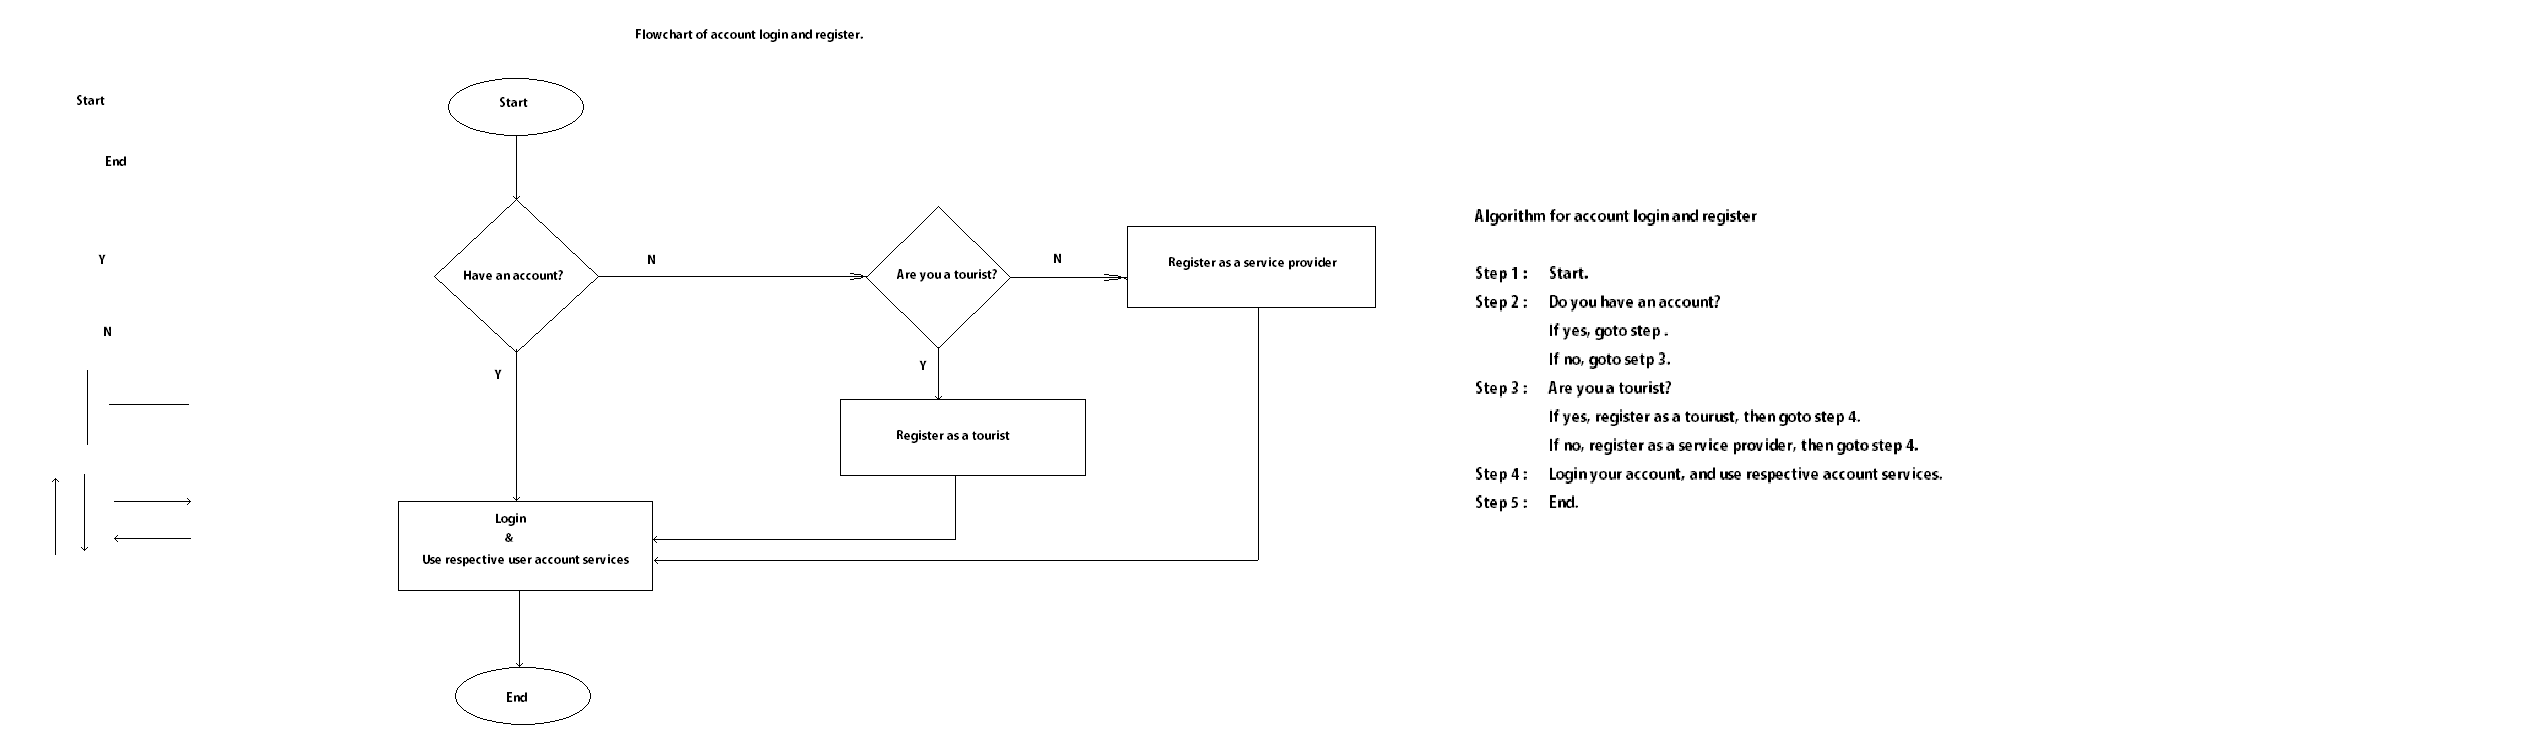 Flowchart of account login and register.
Start
End
Y
N
Start
Have an account?
N
Are you a tourist?
N
Register as a service provider
Y
Register as a tourist
Y
Login
&
Use respective user account services
End
Algorithm for account login and register
Step 1 : Start.
Step 2 : Do you have an account?
If yes, goto step .
If no, goto setp 3.
Step 3 : Are you a tourist?
If yes, register as a tourust, then goto step 4.
If no, register as a service provider, then goto step 4.
Step 4 : Login your account, and use respective account services.
Step 5 : End.